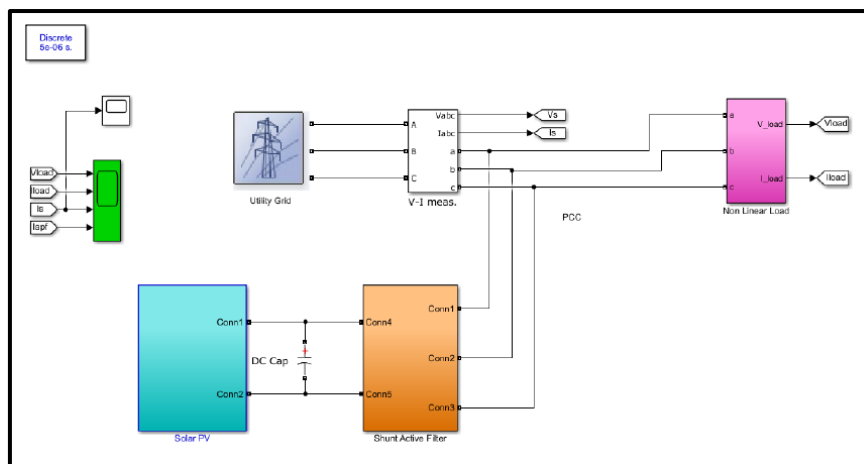 Discrete
5e-06 s.
Vload
Iload
Is
Iapf
A
B
C
Utility Grid
Vabc
Iabc
a
b
c
V-I meas.
Vs
Is
PCC
a
b
c
V_load
I_load
Non Linear Load
Vload
Iload
Conn1
Conn2
Solar PV
DC Cap
+
Conn4
Conn5
Conn1
Conn2
Conn3
Shunt Active Filter